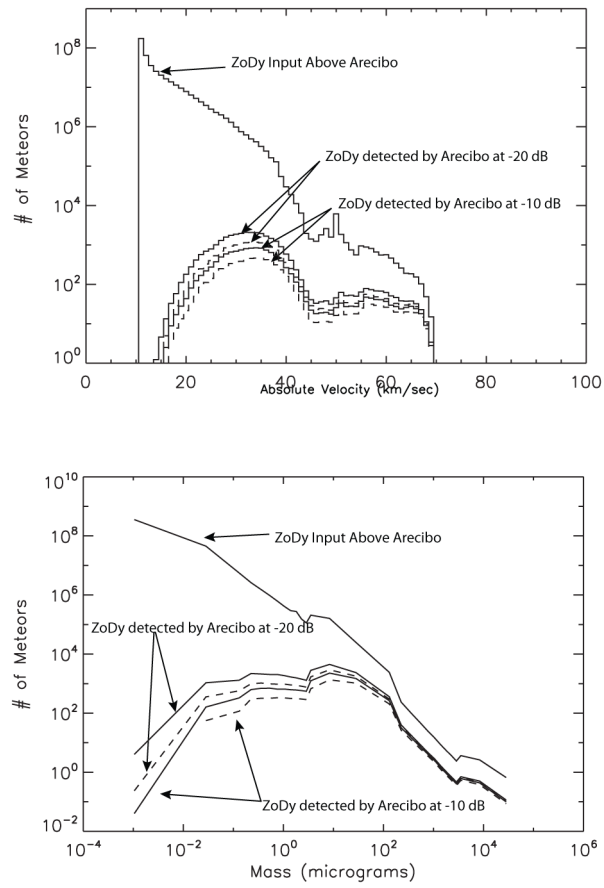 10^8
ZoDy Input Above Arecibo
10^6
ZoDy detected by Arecibo at -20 dB
10^4
ZoDy detected by Arecibo at -10 dB
10^2
10^0
# of Meteors
0 20 40 60 80 100
Absolute Velocity (km/sec)
10^10
10^8
ZoDy Input Above Arecibo
10^6
ZoDy detected by Arecibo at -20 dB
10^4
10^2
10^0
ZoDy detected by Arecibo at -10 dB
10^-2
# of Meteors
10^-4 10^-2 10^0 10^2 10^4 10^6
Mass (micrograms)